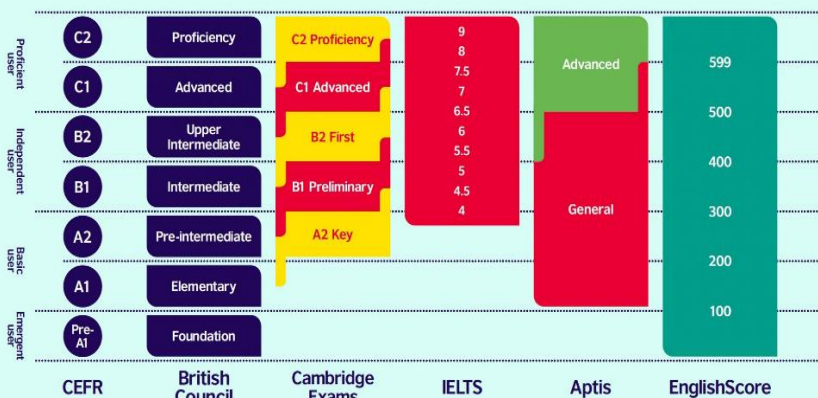 Proficient
user
Independent
user
Basic
user
Emergent
user
C2
C1
B2
B1
A2
A1
Pre-
A1
CEFR
Proficiency
Advanced
Upper
Intermediate
Intermediate
Pre-intermediate
Elementary
Foundation
British
Council
C2 Proficiency
C1 Advanced
B2 First
B1 Preliminary
A2 Key
Cambridge
Exams
9
8
7.5
7
6.5
6
5.5
5
4.5
4
IELTS
Advanced
General
Aptis
599
500
400
300
200
100
EnglishScore